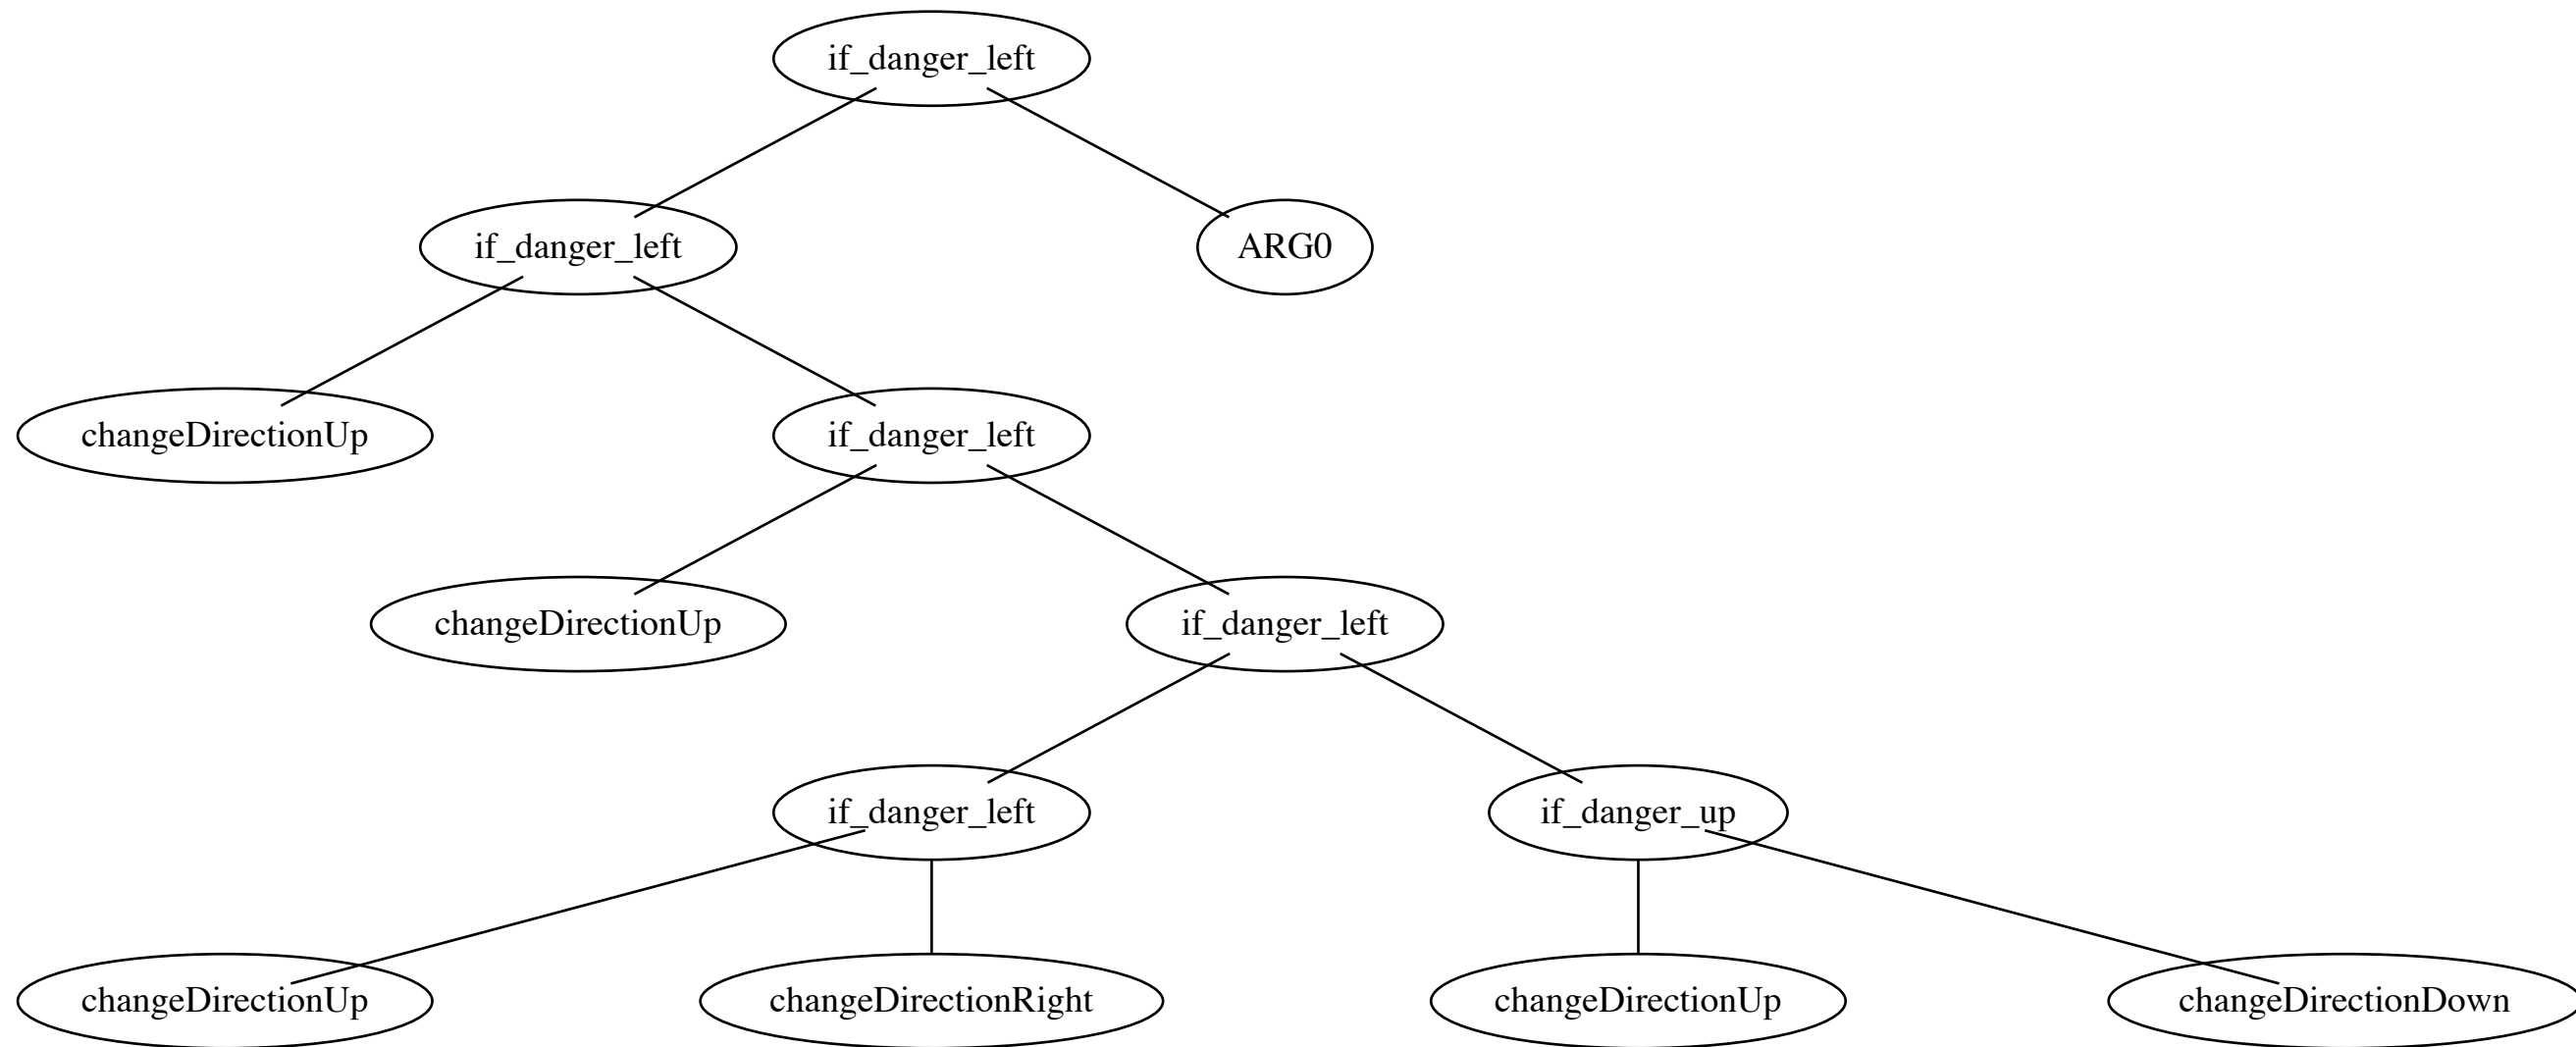 if_danger_left
if_danger_left
ARG0
changeDirectionUp
if_danger_left
changeDirectionUp
if_danger_left
if_danger_left
if_danger_up
changeDirectionUp
changeDirectionRight
changeDirectionUp
changeDirectionDown